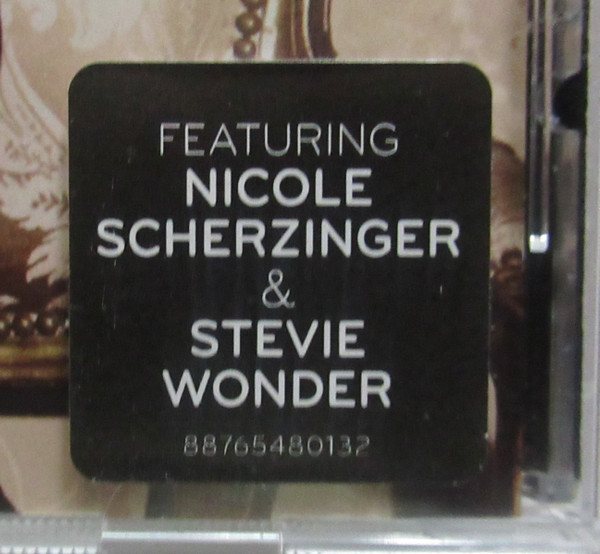 FEATURING
NICOLE
SCHERZINGER
&
STEVIE
WONDER
88765480132